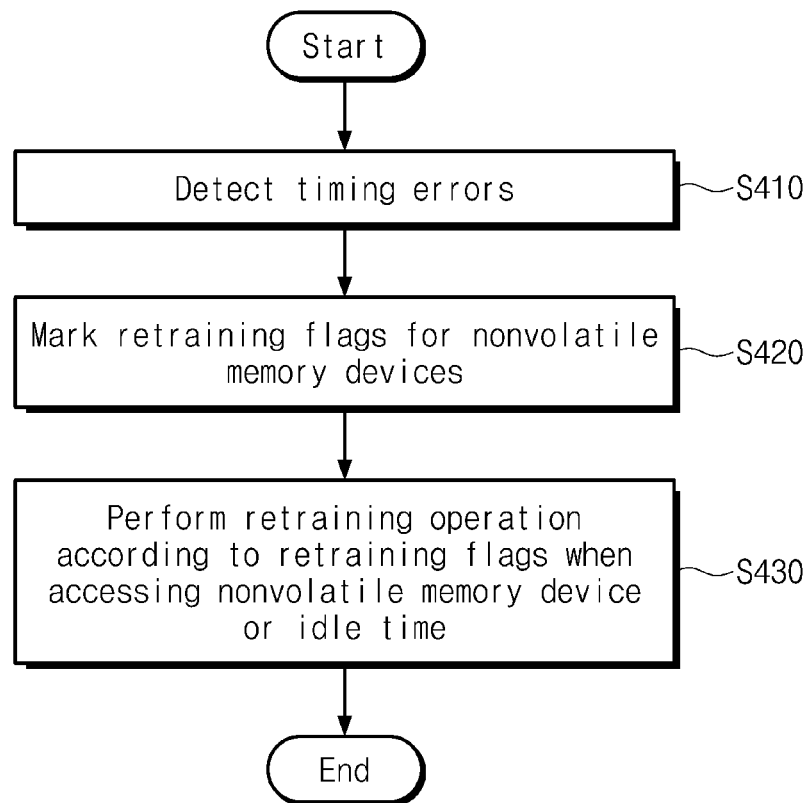 Start
Detect timing errors
S410
Mark retraining flags for nonvolatile
memory devices
S420
Perform retraining operation
according to retraining flags when
accessing nonvolatile memory device
or idle time
S430
End